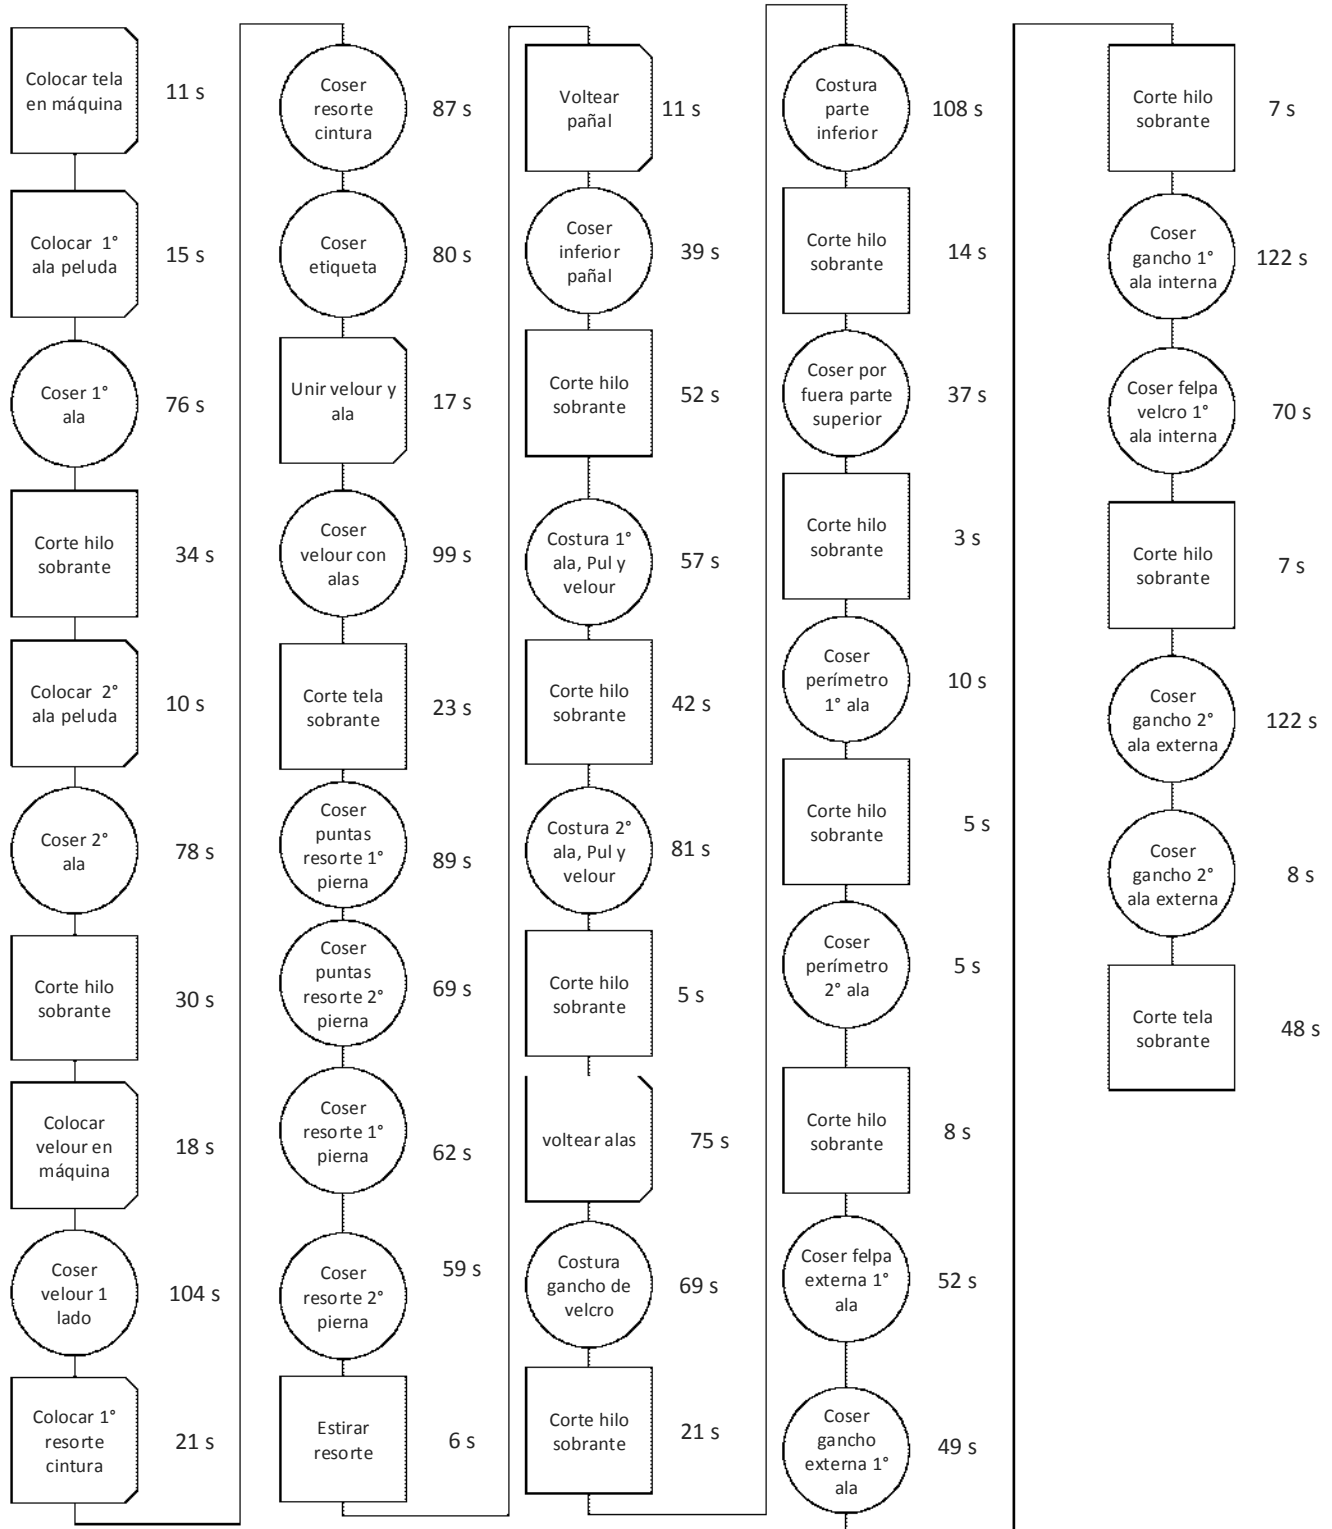 Colocar tela
en máquina
11 s
Colocar 1°
ala peluda
15 s
Coser 1°
ala
76 s
Corte hilo
sobrante
34 s
Colocar 2°
ala peluda
10 s
Coser 2°
ala
78 s
Corte hilo
sobrante
30 s
Colocar
velour en
máquina
18 s
Coser
velour 1
lado
104 s
Colocar 1°
resorte
cintura
21 s
Coser
resorte
cintura
87 s
Coser
etiqueta
80 s
Unir velour y
ala
17 s
Coser
velour con
alas
99 s
Corte tela
sobrante
23 s
Coser
puntas
resorte 1°
pierna
89 s
Coser
puntas
resorte 2°
pierna
69 s
Coser
resorte 1°
pierna
62 s
Coser
resorte 2°
pierna
59 s
Estirar
resorte
6 s
Voltear
pañal
11 s
Coser
inferior
pañal
39 s
Corte hilo
sobrante
52 s
Costura 1°
ala, Pul y
velour
57 s
Corte hilo
sobrante
42 s
Costura 2°
ala, Pul y
velour
81 s
Corte hilo
sobrante
5 s
voltear alas
75 s
Costura
gancho de
velcro
69 s
Corte hilo
sobrante
21 s
Costura
parte
inferior
108 s
Corte hilo
sobrante
14 s
Coser por
fuera parte
superior
37 s
Corte hilo
sobrante
3 s
Coser
perímetro
1° ala
10 s
Corte hilo
sobrante
5 s
Coser
perímetro
2° ala
5 s
Corte hilo
sobrante
8 s
Coser felpa
externa 1°
ala
52 s
Coser
gancho
externa 1°
ala
49 s
Corte hilo
sobrante
7 s
Coser
gancho 1°
ala interna
122 s
Coser felpa
velcro 1°
ala interna
70 s
Corte hilo
sobrante
7 s
Coser
gancho 2°
ala externa
122 s
Coser
gancho 2°
ala externa
8 s
Corte tela
sobrante
48 s